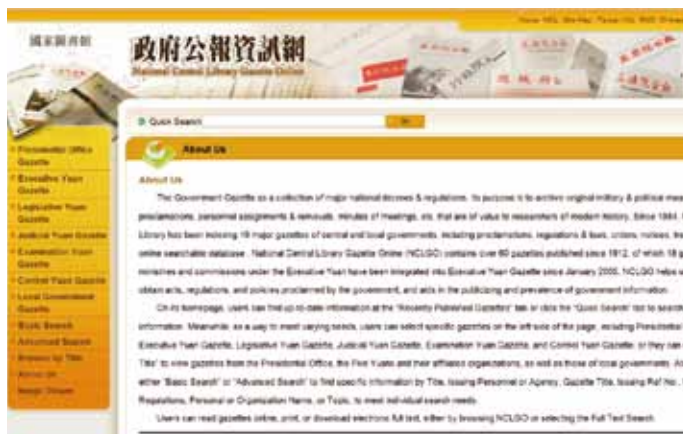 Home
國家圖書館
政府公報資訊網
National Central Library Gazette Online
Quick Search
About Us
Presidential Office
Gazette
Executive Yuan
Gazette
Legislative Yuan
Gazette
Judicial Yuan Gazette
Examination Yuan
Gazette
Control Yuan Gazette
Local Government
Gazette
Basic Search
Advanced Search
Browse by Title
About Us
About Us
The Government Gazette is a collection of major national decrees & regulations. Its purpose is to archive original military & political
proclamations, personnel assignments & removals, minutes of meetings, etc. that are of value to researchers of modern history. Since 1984,
Library has been indexing 19 major gazettes of central and local governments, including proclamations, regulations & laws, orders, notices,
online searchable database. National Central Library Gazette Online (NCLGO) contains over 60 gazettes published since 1912, of which 18
ministries and commissions under the Executive Yuan have been integrated into Executive Yuan Gazette since January 2005. NCLGO helps
obtain acts, regulations, and policies proclaimed by the government, and aids in the publicizing and prevalence of government information.
On its homepage, users can find up-to-date information at the "Recently Published Gazettes" tab or click the "Quick Search" tab to search
information. Meanwhile, as a way to meet varying needs, users can select specific gazettes on the left side of the page, including Presidential
Executive Yuan Gazette, Legislative Yuan Gazette, Judicial Yuan Gazette, Examination Yuan Gazette, and Control Yuan Gazette, or they can
Title" to view gazettes from the Presidential Office, the Five Yuans and their affiliates organizations, as well as those of local governments.
either "Basic Search" or "Advanced Search" to find specific information by Title, Issuing Personnel or Agency, Gazette Title, Issuing Ref No.,
Regulations, Personal or Organization Name, or Topic, to meet individual search needs.
Users can read gazettes online, print, or download electronic full text, either by browsing NCLGO or selecting the Full Text Search.